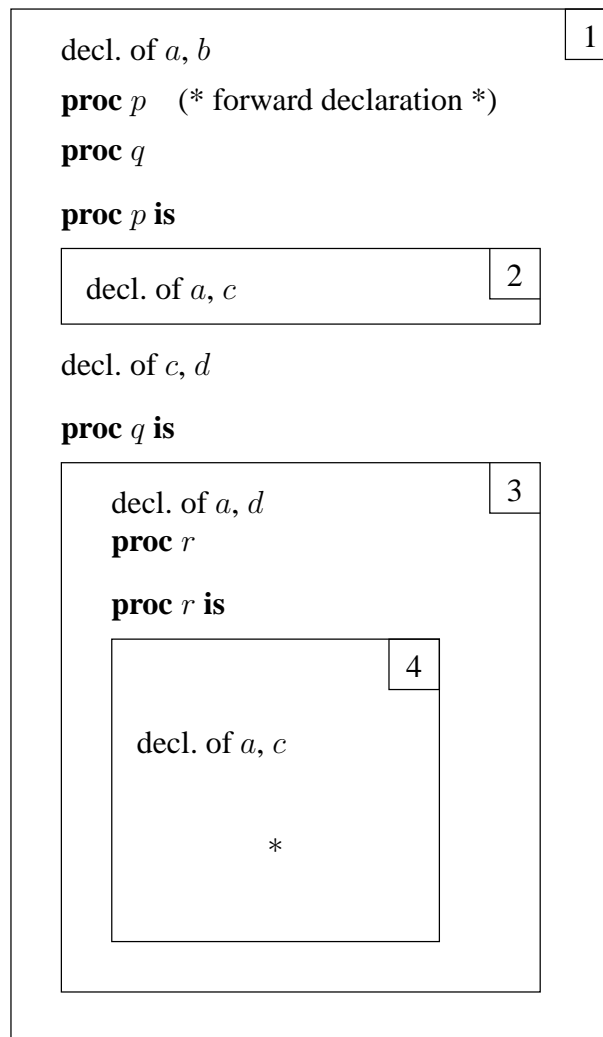 1
decl. of a, b
proc p (* forward declaration *)
proc q
proc p is
2
decl. of a, c
decl. of c, d
proc q is
3
decl. of a, d
proc r
proc r is
4
decl. of a, c
*